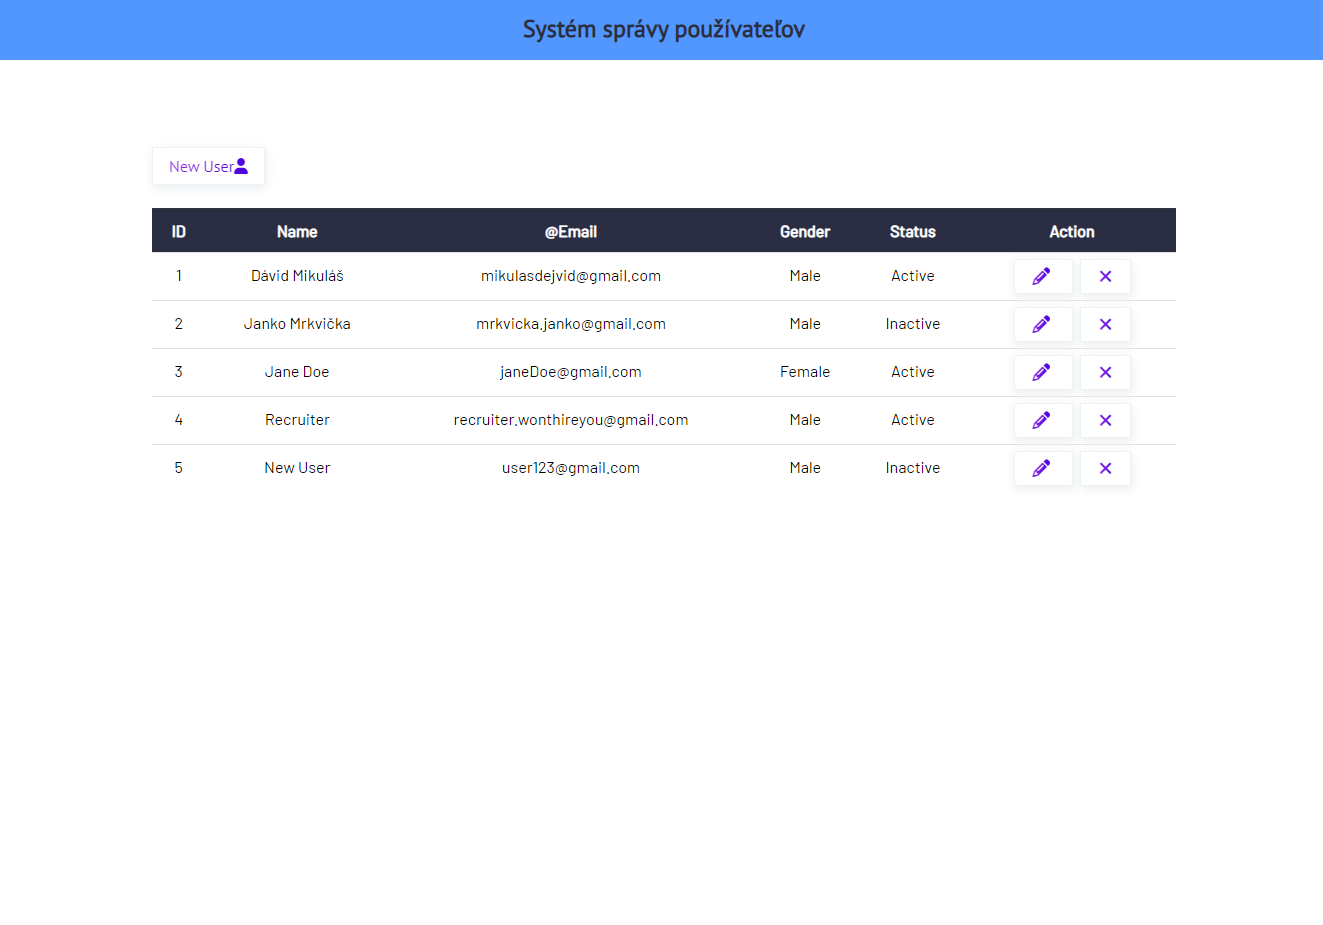 Systém správy používateľov
New User
ID Name @Email Gender Status Action
1 Dávid Mikuláš mikulasdejvid@gmail.com Male Active
2 Janko Mrkvička mrkvicka.janko@gmail.com Male Inactive
3 Jane Doe janeDoe@gmail.com Female Active
4 Recruiter recruiter.wonthireyou@gmail.com Male Active
5 New User user123@gmail.com Male Inactive